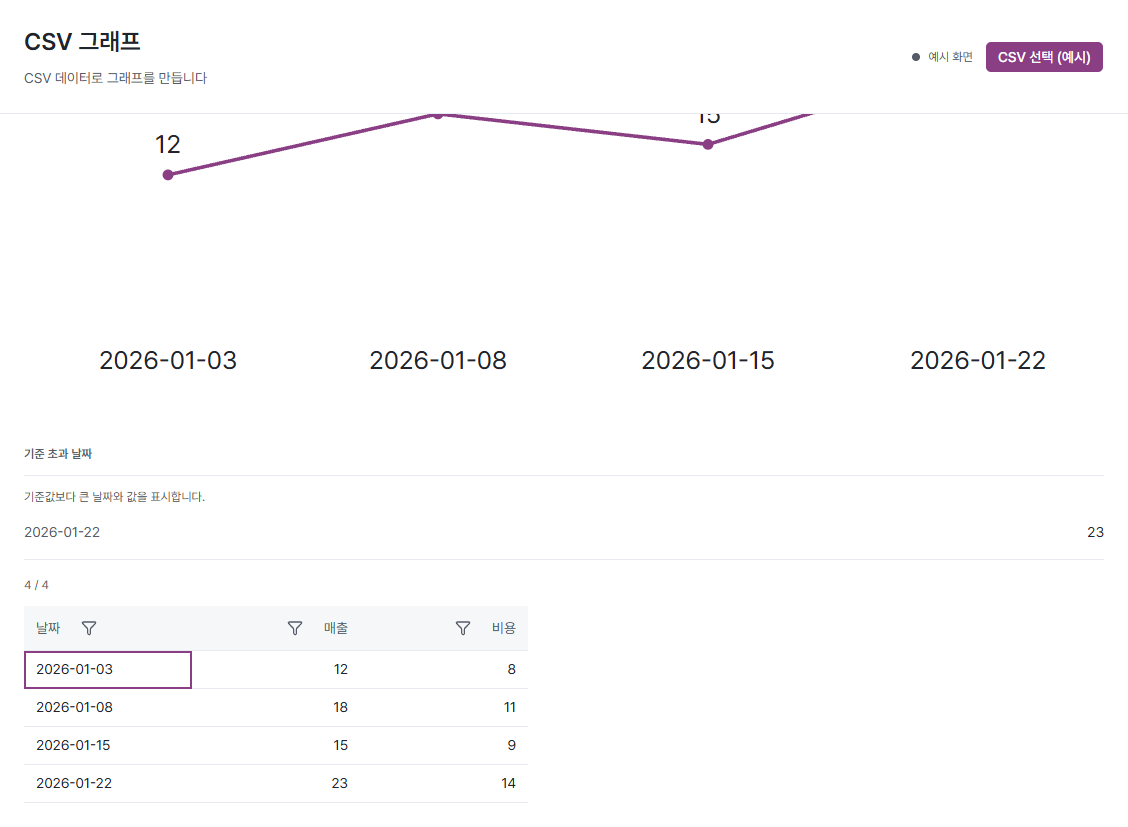 CSV 그래프
CSV 데이터로 그래프를 만듭니다
예시 화면
CSV 선택 (예시)
12
15
2026-01-03 2026-01-08 2026-01-15 2026-01-22
기준 초과 날짜
기준값보다 큰 날짜와 값을 표시합니다.
2026-01-22 23
4 / 4
날짜 매출 비용
2026-01-03 12 8
2026-01-08 18 11
2026-01-15 15 9
2026-01-22 23 14